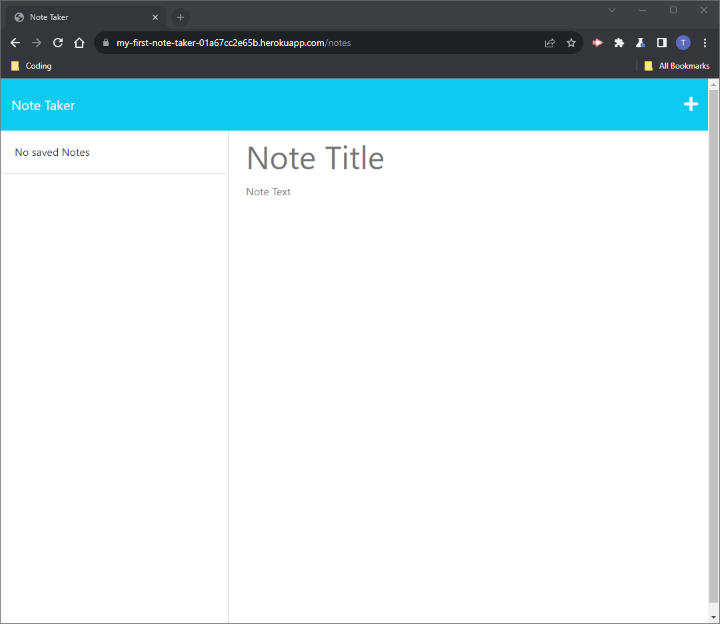 Note Taker
my-first-note-taker-01a67cc2e65b.herokuapp.com/notes
T
Coding
All Bookmarks
Note Taker
No saved Notes
Note Title
Note Text